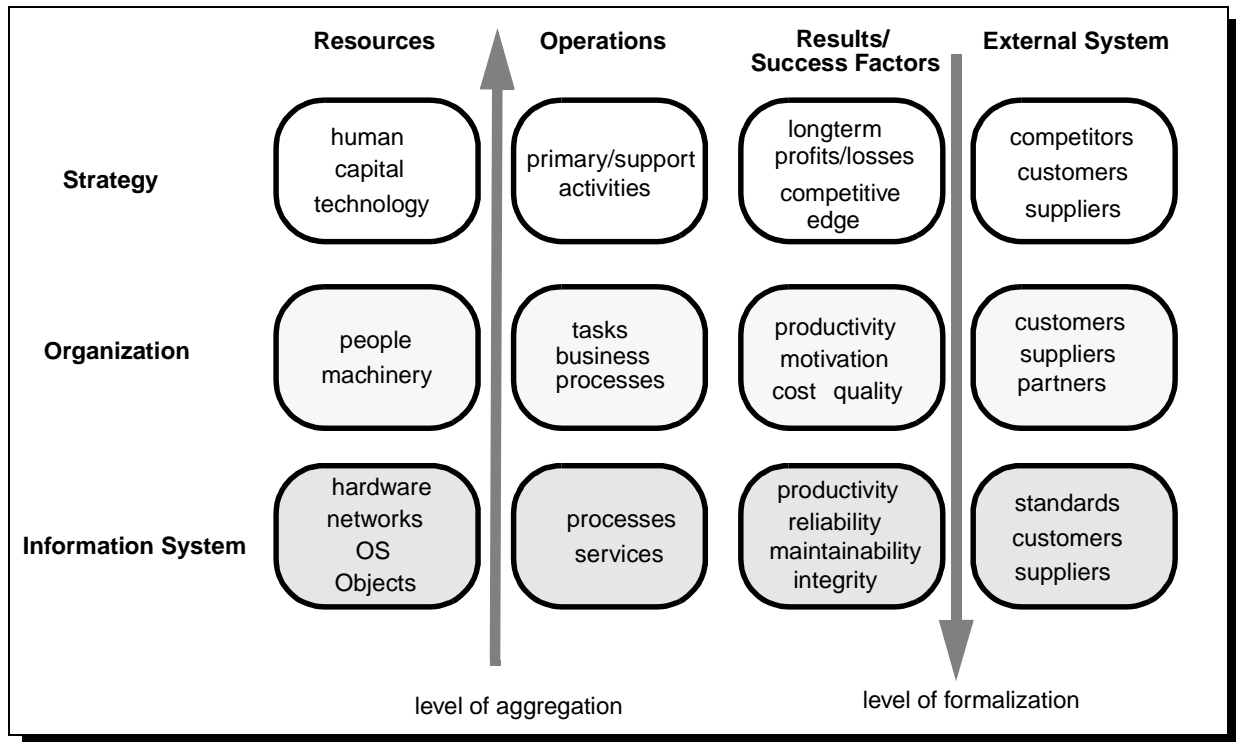 Resources
Operations
Results/
Success Factors
External System
Strategy
human
capital
technology
primary/support
activities
longterm
profits/losses
competitive
edge
competitors
customers
suppliers
Organization
people
machinery
tasks
business
processes
productivity
motivation
cost quality
customers
suppliers
partners
Information System
hardware
networks
OS
Objects
processes
services
productivity
reliability
maintainability
integrity
standards
customers
suppliers
level of aggregation
level of formalization